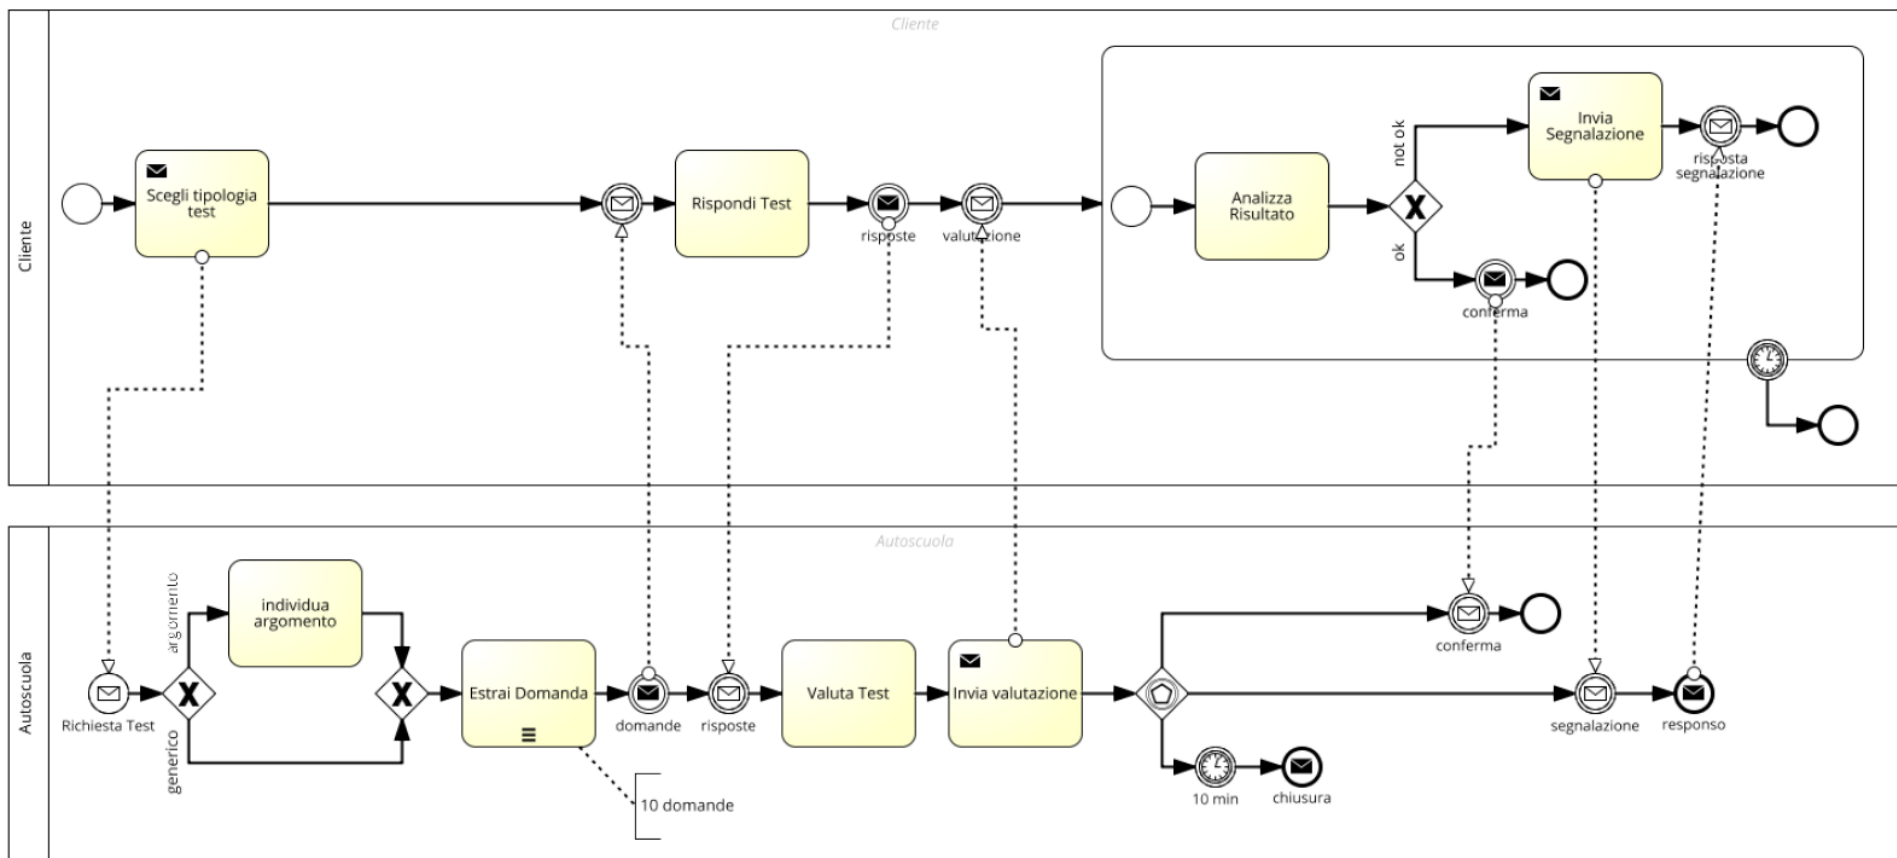 Cliente
Cliente
Scegli tipologia
test
Rispondi Test
risposte
valutazione
Analizza
Risultato
not ok
ok
Invia
Segnalazione
risposta
segnalazione
conferma
Autoscuola
Autoscuola
Richiesta Test
argomento
generico
individua
argomento
Estrai Domanda
10 domande
domande
risposte
Valuta Test
Invia valutazione
conferma
segnalazione
responso
10 min
chiusura